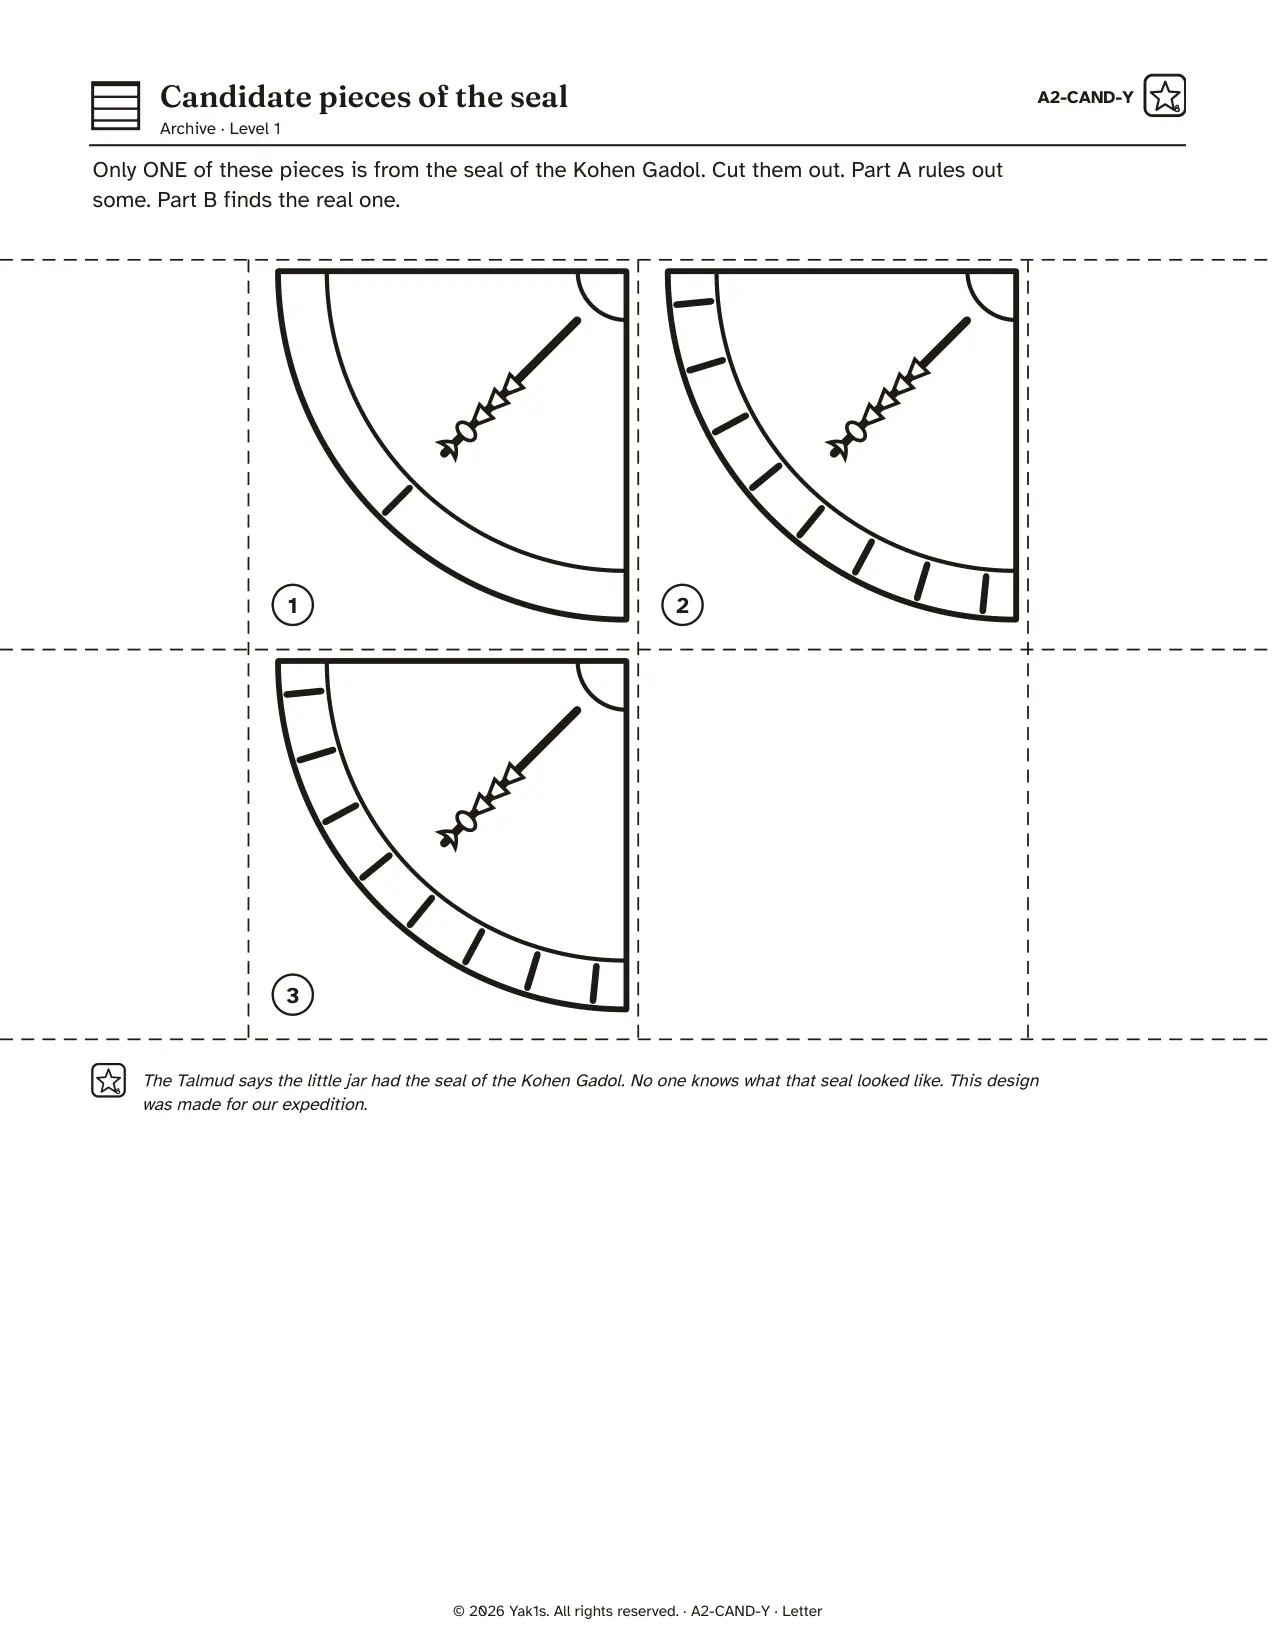 Candidate pieces of the seal
Archive · Level 1
A2-CAND-Y
Only ONE of these pieces is from the seal of the Kohen Gadol. Cut them out. Part A rules out
some. Part B finds the real one.
1
2
3
The Talmud says the little jar had the seal of the Kohen Gadol. No one knows what that seal looked like. This design
was made for our expedition.
© 2026 Yak1s. All rights reserved. · A2-CAND-Y · Letter